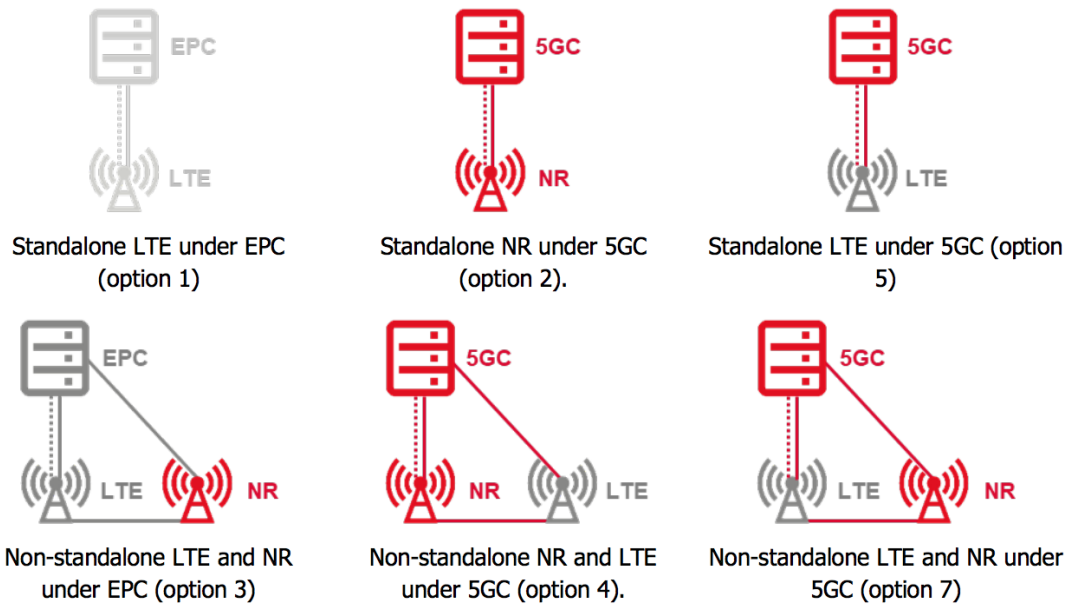 EPC
LTE
Standalone LTE under EPC
(option 1)
5GC
NR
Standalone NR under 5GC
(option 2).
5GC
LTE
Standalone LTE under 5GC (option
5)
EPC
LTE
NR
Non-standalone LTE and NR
under EPC (option 3)
5GC
NR
LTE
Non-standalone NR and LTE
under 5GC (option 4).
5GC
LTE
NR
Non-standalone LTE and NR under
5GC (option 7)